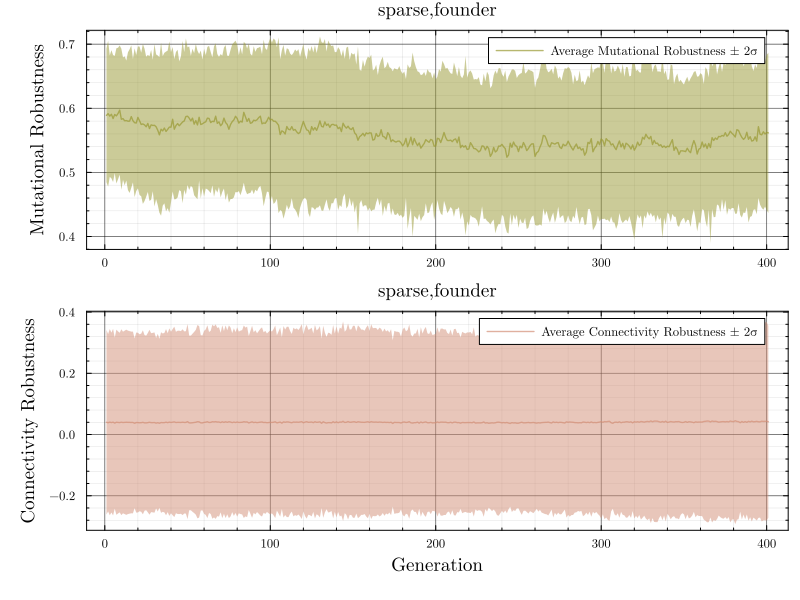 sparse,founder
Average Mutational Robustness ± 2σ
Mutational Robustness
0.7
0.6
0.5
0.4
0
100
200
300
400
sparse,founder
Average Connectivity Robustness ± 2σ
Connectivity Robustness
0.4
0.2
0.0
−0.2
0
100
200
300
400
Generation